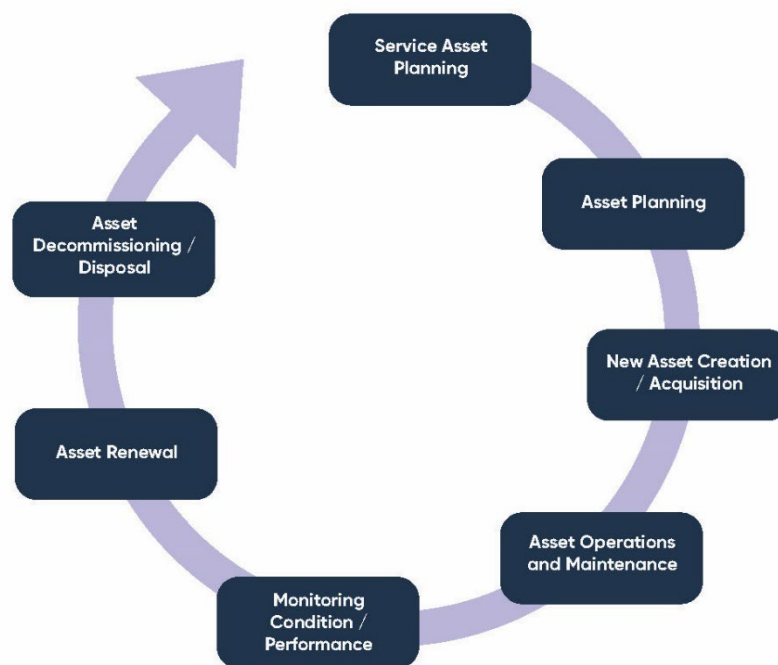 Service Asset
Planning
Asset Planning
New Asset Creation
/ Acquisition
Asset Operations
and Maintenance
Monitoring
Condition /
Performance
Asset Renewal
Asset
Decommissioning /
Disposal